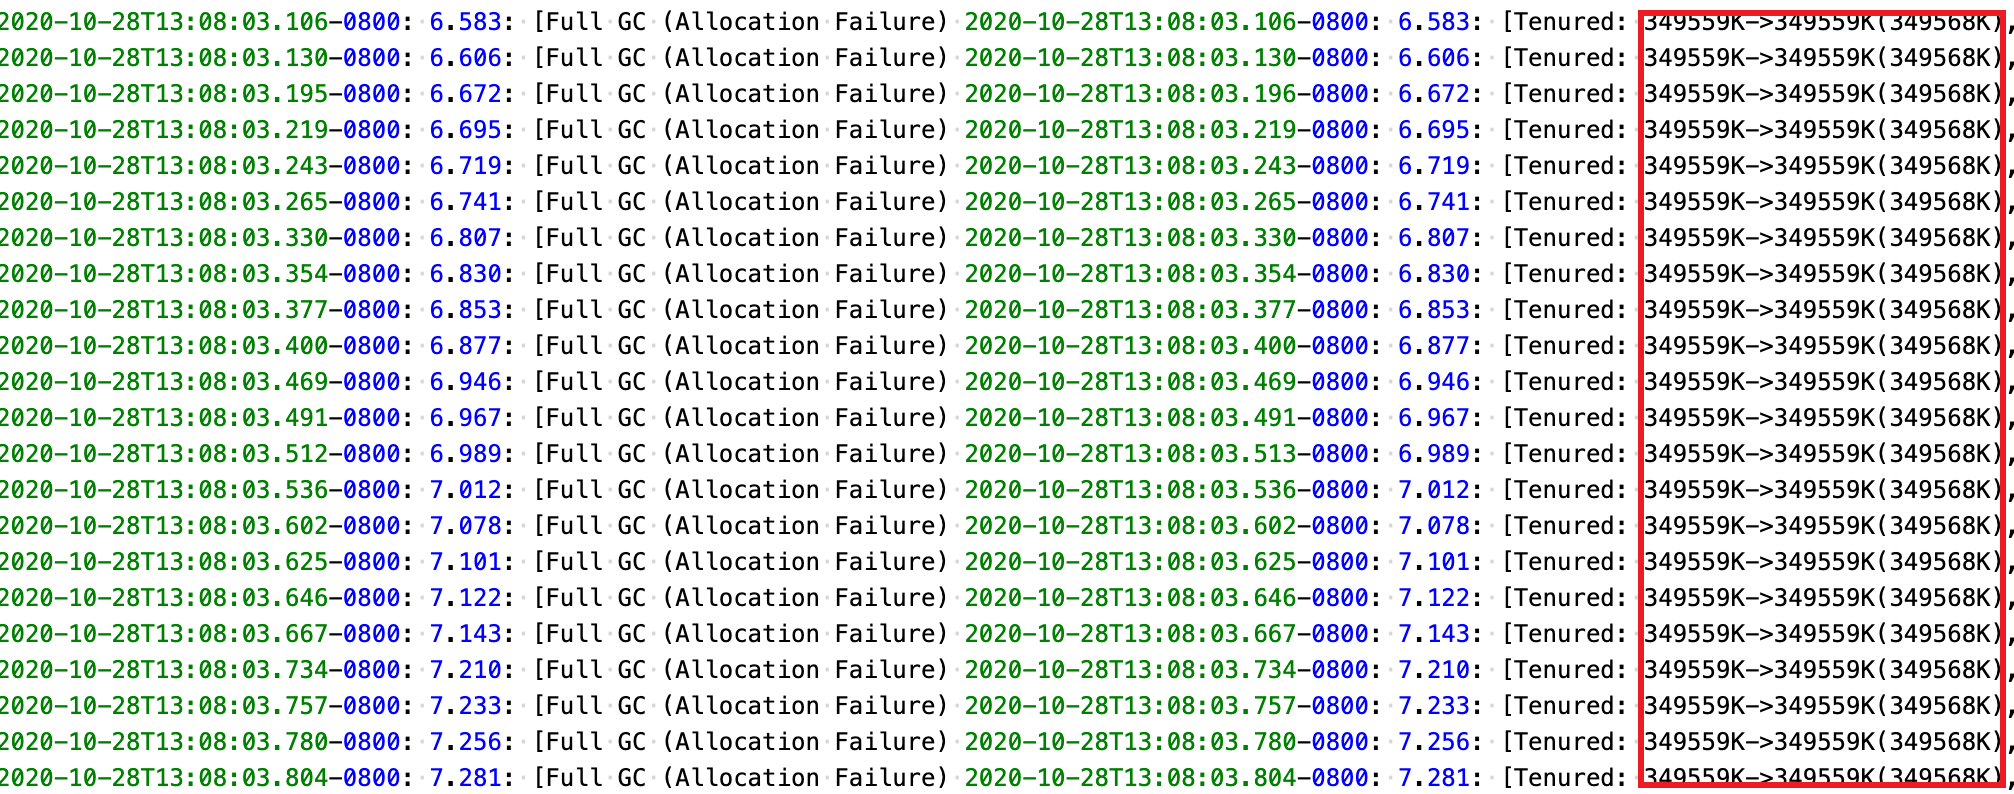 2020-10-28T13:08:03.106-0800: 6.583: [Full GC (Allocation Failure) 2020-10-28T13:08:03.106-0800: 6.583: [Tenured: 349559K->349559K(349568K),
2020-10-28T13:08:03.130-0800: 6.606: [Full GC (Allocation Failure) 2020-10-28T13:08:03.130-0800: 6.606: [Tenured: 349559K->349559K(349568K),
2020-10-28T13:08:03.195-0800: 6.672: [Full GC (Allocation Failure) 2020-10-28T13:08:03.196-0800: 6.672: [Tenured: 349559K->349559K(349568K),
2020-10-28T13:08:03.219-0800: 6.695: [Full GC (Allocation Failure) 2020-10-28T13:08:03.219-0800: 6.695: [Tenured: 349559K->349559K(349568K),
2020-10-28T13:08:03.243-0800: 6.719: [Full GC (Allocation Failure) 2020-10-28T13:08:03.243-0800: 6.719: [Tenured: 349559K->349559K(349568K),
2020-10-28T13:08:03.265-0800: 6.741: [Full GC (Allocation Failure) 2020-10-28T13:08:03.265-0800: 6.741: [Tenured: 349559K->349559K(349568K),
2020-10-28T13:08:03.330-0800: 6.807: [Full GC (Allocation Failure) 2020-10-28T13:08:03.330-0800: 6.807: [Tenured: 349559K->349559K(349568K),
2020-10-28T13:08:03.354-0800: 6.830: [Full GC (Allocation Failure) 2020-10-28T13:08:03.354-0800: 6.830: [Tenured: 349559K->349559K(349568K),
2020-10-28T13:08:03.377-0800: 6.853: [Full GC (Allocation Failure) 2020-10-28T13:08:03.377-0800: 6.853: [Tenured: 349559K->349559K(349568K),
2020-10-28T13:08:03.400-0800: 6.877: [Full GC (Allocation Failure) 2020-10-28T13:08:03.400-0800: 6.877: [Tenured: 349559K->349559K(349568K),
2020-10-28T13:08:03.469-0800: 6.946: [Full GC (Allocation Failure) 2020-10-28T13:08:03.469-0800: 6.946: [Tenured: 349559K->349559K(349568K),
2020-10-28T13:08:03.491-0800: 6.967: [Full GC (Allocation Failure) 2020-10-28T13:08:03.491-0800: 6.967: [Tenured: 349559K->349559K(349568K),
2020-10-28T13:08:03.512-0800: 6.989: [Full GC (Allocation Failure) 2020-10-28T13:08:03.513-0800: 6.989: [Tenured: 349559K->349559K(349568K),
2020-10-28T13:08:03.536-0800: 7.012: [Full GC (Allocation Failure) 2020-10-28T13:08:03.536-0800: 7.012: [Tenured: 349559K->349559K(349568K),
2020-10-28T13:08:03.602-0800: 7.078: [Full GC (Allocation Failure) 2020-10-28T13:08:03.602-0800: 7.078: [Tenured: 349559K->349559K(349568K),
2020-10-28T13:08:03.625-0800: 7.101: [Full GC (Allocation Failure) 2020-10-28T13:08:03.625-0800: 7.101: [Tenured: 349559K->349559K(349568K),
2020-10-28T13:08:03.646-0800: 7.122: [Full GC (Allocation Failure) 2020-10-28T13:08:03.646-0800: 7.122: [Tenured: 349559K->349559K(349568K),
2020-10-28T13:08:03.667-0800: 7.143: [Full GC (Allocation Failure) 2020-10-28T13:08:03.667-0800: 7.143: [Tenured: 349559K->349559K(349568K),
2020-10-28T13:08:03.734-0800: 7.210: [Full GC (Allocation Failure) 2020-10-28T13:08:03.734-0800: 7.210: [Tenured: 349559K->349559K(349568K),
2020-10-28T13:08:03.757-0800: 7.233: [Full GC (Allocation Failure) 2020-10-28T13:08:03.757-0800: 7.233: [Tenured: 349559K->349559K(349568K),
2020-10-28T13:08:03.780-0800: 7.256: [Full GC (Allocation Failure) 2020-10-28T13:08:03.780-0800: 7.256: [Tenured: 349559K->349559K(349568K),
2020-10-28T13:08:03.804-0800: 7.281: [Full GC (Allocation Failure) 2020-10-28T13:08:03.804-0800: 7.281: [Tenured: 349559K->349559K(349568K),